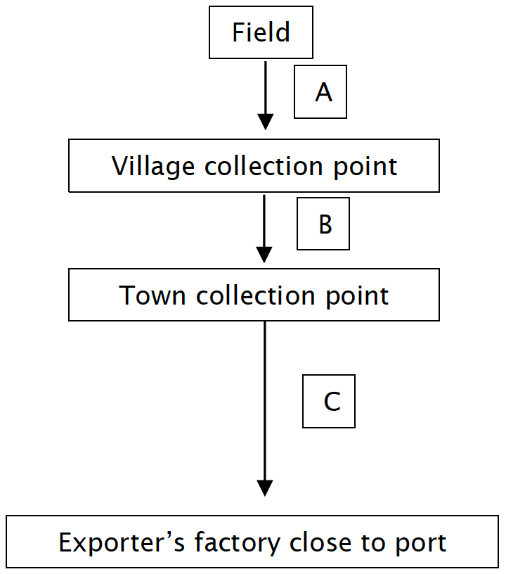 Field
A
Village collection point
B
Town collection point
C
Exporter’s factory close to port